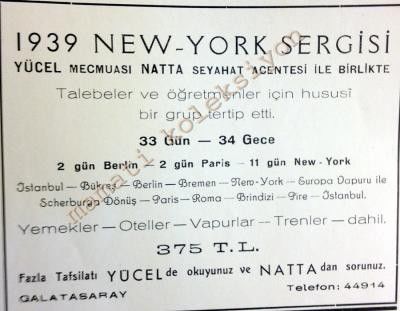 1939 NEW-YORK SERGİSİ
YÜCEL MECMUASI NATTA SEYAHAT ACENTESİ İLE BİRLİKTE
Talebeler ve öğretmenler için hususî
bir grup tertip etti.
33 Gün — 34 Gece
2 gün Berlin — 2 gün Paris - 11 gün New-York
İstanbul — Bükreş — Berlin — Bremen — New-York — Europa Vapuru ile
Scherburga Dönüş — Paris — Roma — Brindizi — Pire — İstanbul.
Yemekler — Oteller — Vapurlar — Trenler — dahil.
375 T.L.
Fazla Tafsilatı YÜCEL de okuyunuz ve NATTA dan sorunuz.
GALATASARAY Telefon: 44914
mamati koleksiyon